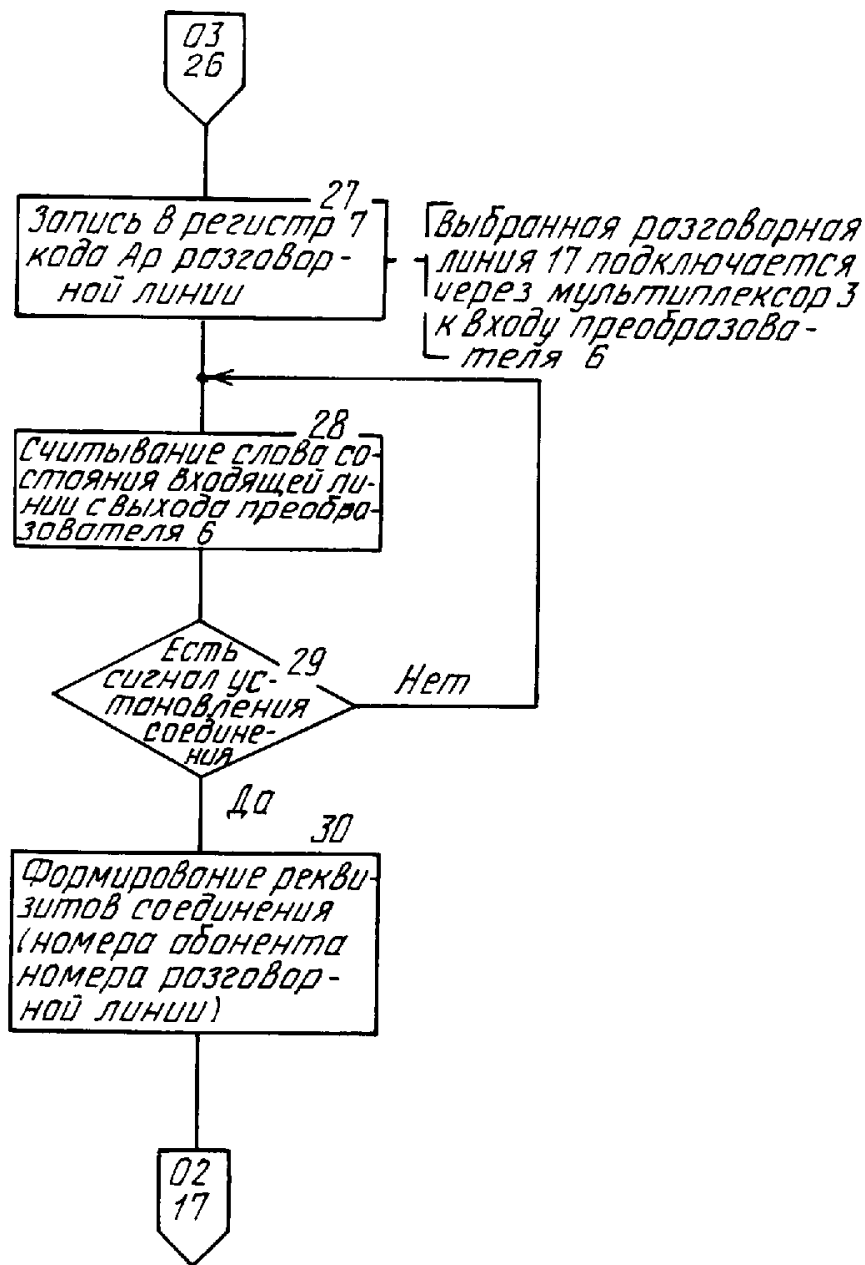 03
26
27
Запись в регистр 7
кода Ар разговор-
ной линии
выбранная разговорная
линия 17 подключается
через мультиплексор 3
к входу преобразова-
теля 6
28
Считывание слова со-
стояния входящей ли-
нии с выхода преобра-
зователя 6
Есть
29
сигнал ус-
тановления
соедине-
ния
Нет
Да
30
Формирование рекви-
зитов соединения
(номера абонента
номера разговор-
ной линии)
02
17